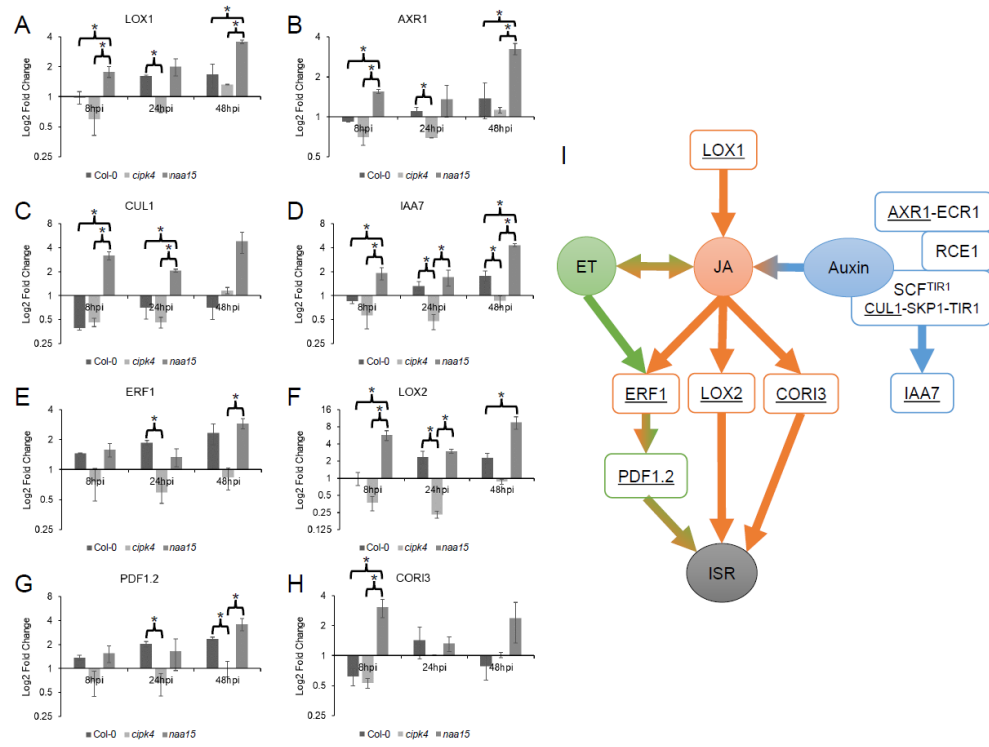 A
LOX1
Log2 Fold Change
4
2
1
0.5
0.25
* * * * *
8hpi 24hpi 48hpi
Col-0 cipk4 naa15
B
AXR1
Log2 Fold Change
4
2
1
0.5
* * * * *
8hpi 24hpi 48hpi
Col-0 cipk4 naa15
C
CUL1
Log2 Fold Change
8
4
2
1
0.5
0.25
* * * *
8hpi 24hpi 48hpi
Col-0 cipk4 naa15
D
IAA7
Log2 Fold Change
8
4
2
1
0.5
0.25
* * * * * * *
8hpi 24hpi 48hpi
Col-0 cipk4 naa15
E
ERF1
Log2 Fold Change
4
2
1
0.5
0.25
* *
8hpi 24hpi 48hpi
Col-0 cipk4 naa15
F
LOX2
Log2 Fold Change
16
8
4
2
1
0.5
0.25
0.125
* * * * *
8hpi 24hpi 48hpi
Col-0 cipk4 naa15
G
PDF1.2
Log2 Fold Change
8
4
2
1
0.5
0.25
* * *
8hpi 24hpi 48hpi
Col-0 cipk4 naa15
H
CORI3
Log2 Fold Change
4
2
1
0.5
0.25
* *
8hpi 24hpi 48hpi
Col-0 cipk4 naa15
I
LOX1
AXR1-ECR1
RCE1
ET
JA
Auxin
SCFTIR1
CUL1-SKP1-TIR1
ERF1
LOX2
CORI3
IAA7
PDF1.2
ISR